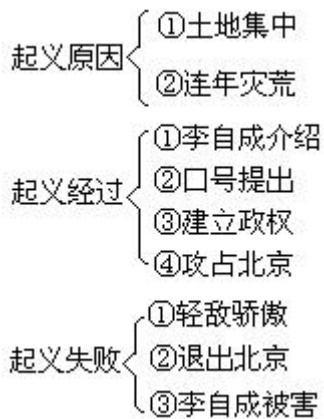 起义原因
①土地集中
②连年灾荒
起义经过
①李自成介绍
②口号提出
③建立政权
④攻占北京
起义失败
①轻敌骄傲
②退出北京
③李自成被害